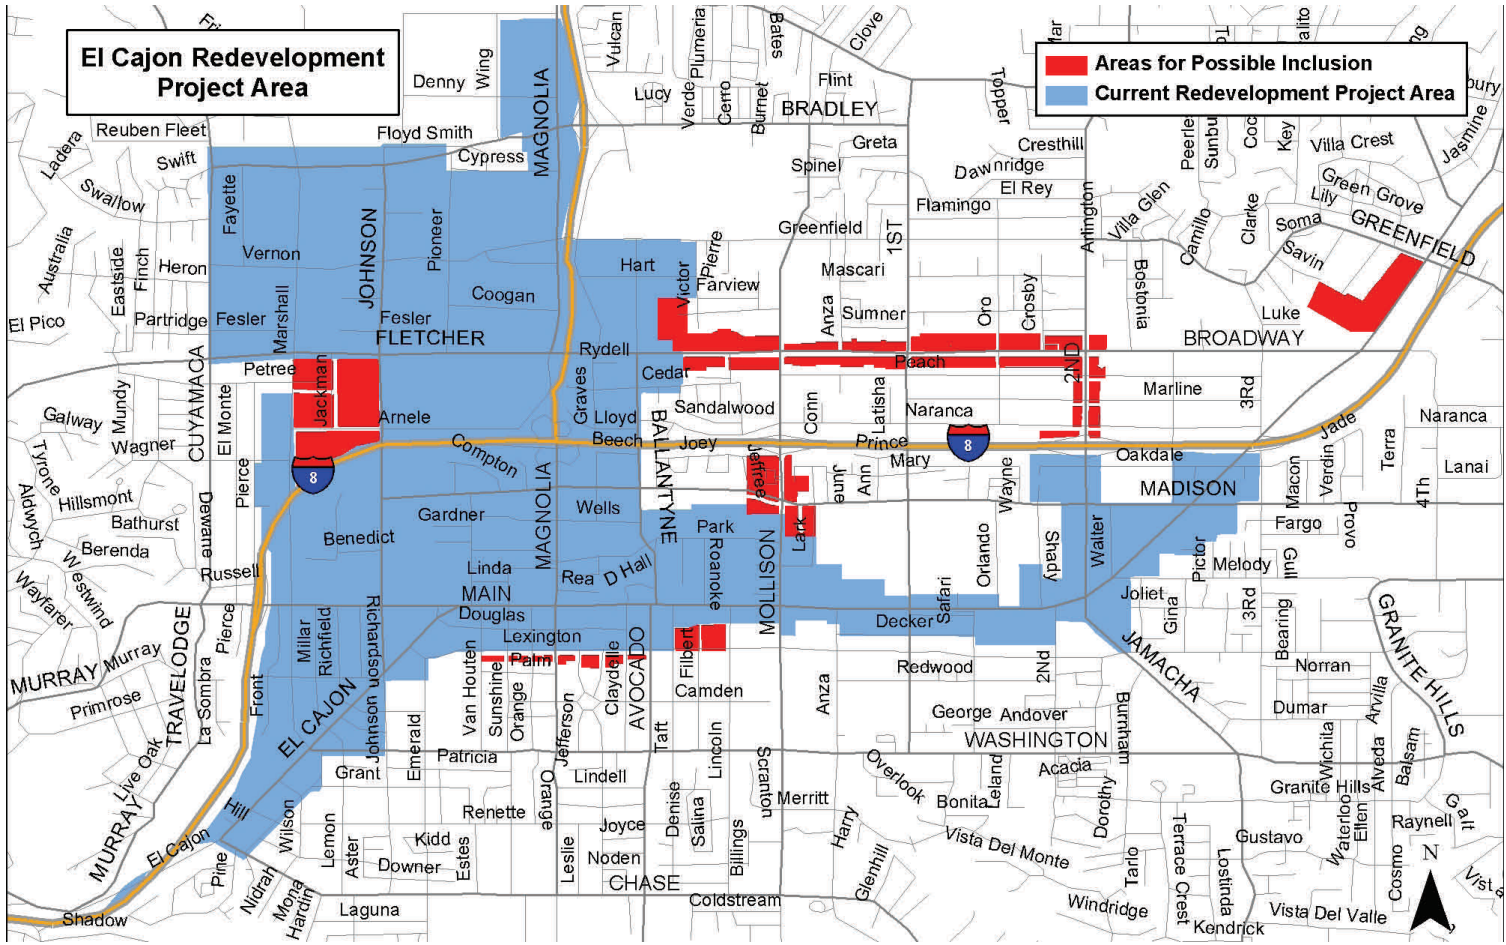 El Cajon Redevelopment
Project Area
Areas for Possible Inclusion
Current Redevelopment Project Area
Denny
Wing
MAGNOLIA
Vulcan
Plumeria
Bates
Clove
Lucy
Verde
Cerro
Burnet
Flint
BRADLEY
Topper
Reuben Fleet
Floyd Smith
Cypress
Ledera
Swift
Swallow
Greta
Spinel
Cresthill
Dawnridge
El Rey
Flamingo
Greenfield
1ST
Arlington
Villa Glen
Camillo
Clarke
Key
Villa Crest
Jasmine
Green Grove
Lily
Soma
Savin
GREENFIELD
Australia
Eastside
Finch
Heron
Fayette
Vernon
JOHNSON
Pioneer
Coogan
Hart
Victor
Pierre
Farview
Mascari
Anza
Sumner
Oro
Crosby
Bostonia
Luke
BROADWAY
El Pico
Partridge
Fesler
Marshall
Fesler
FLETCHER
Rydell
Cedar
Peach
2ND
Marline
3Rd
CUYAMACA
Petree
Jackman
Arnele
El Monte
Mundy
Galway
Wagner
Graves
Lloyd
Beech
BALLANTYNE
Sandalwood
Conn
Latisha
Naranca
Joey
Prince
Mary
8
Oakdale
Jade
Naranca
Terra
Lanai
4Th
Tyrone
Aldwych
Hillsmont
Bathurst
Berenda
Dewane
Pierce
8
Compton
MAGNOLIA
Gardner
Benedict
Wells
Jeffree
June
Ann
Wayne
MADISON
Macon
Verdin
Provo
Fargo
Westwind
Wayfarer
Russell
Linda
MAIN
Douglas
Rea
D Hall
Park
Roanoke
MOLLISON
Lark
Orlando
Safari
Shady
Walter
Pictor
Melody
Gull
Joliet
Gina
3Rd
Bearing
GRANITE HILLS
Decker
MURRAY
Murray
TRAVELODGE
Pierce
Primrose
La Sombra
Front
Millar
Richfield
Richardson
Johnson
EL CAJON
Lexington
Palm
Van Houten
Sunshine
Orange
Jefferson
Claydelle
AVOCADO
Filbert
Camden
Redwood
Anza
2Nd
JAMACHA
Norran
Dumar
Arvilla
George
Andover
WASHINGTON
Burnham
Live Oak
MURRAY
El Cajon
Hill
Wilson
Grant
Emerald
Patricia
Renette
Orange
Lindell
Taft
Lincoln
Scranton
Merritt
Overlook
Leland
Acacia
Bonita
Dorothy
Wichita
Alveda
Balsam
Granite Hills
Galt
Raynell
Waterloo
Ellen
Gustavo
Lemon
Aster
Kidd
Downer
Estes
Leslie
Joyce
Noden
CHASE
Denise
Salina
Billings
Harry
Glenhill
Vista Del Monte
Tarlo
Terrace Crest
Lostinda
Cosmo
N
Pine
Nidrah
Mona
Hardin
Laguna
Shadow
Coldstream
Windridge
Kendrick
Vista Del Valle